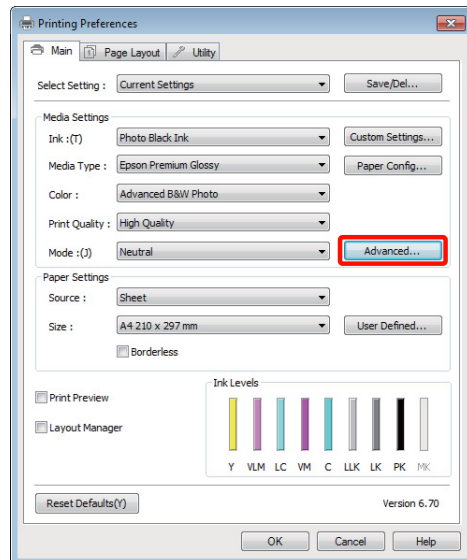 Printing Preferences
Main Page Layout Utility
Select Setting : Current Settings Save/Del...
Media Settings
Ink :(T) Photo Black Ink Custom Settings...
Media Type : Epson Premium Glossy Paper Config...
Color : Advanced B&W Photo
Print Quality : High Quality
Mode :(J) Neutral Advanced...
Paper Settings
Source : Sheet
Size : A4 210 x 297 mm User Defined...
Borderless
Ink Levels
Print Preview
Layout Manager
Y VLM LC VM C LLK LK PK MK
Reset Defaults(Y) Version 6.70
OK Cancel Help